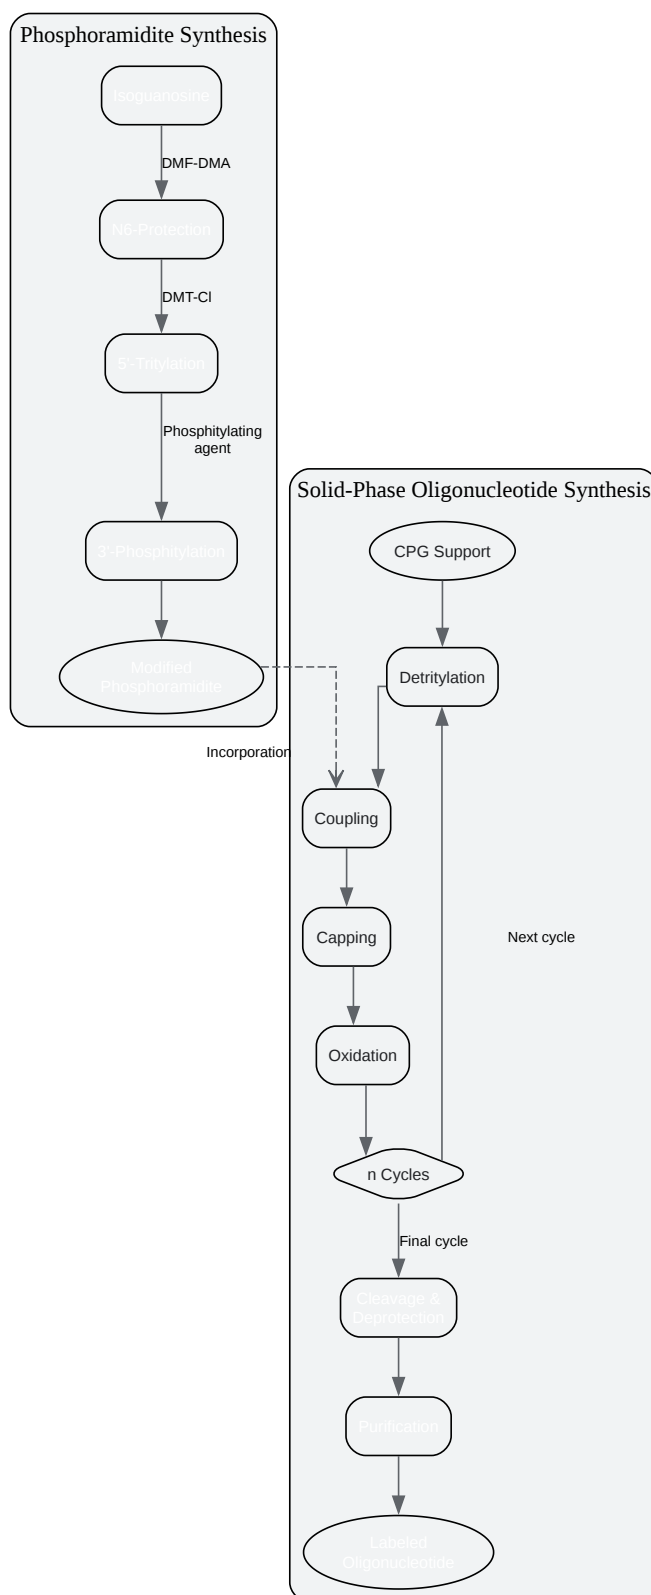 Phosphoramidite Synthesis
Isoguanosine
DMF-DMA
N6-Protection
DMT-Cl
5'-Tritylation
Phosphitylating
agent
3'-Phosphitylation
Modified
Phosphoramidite
Incorporation
Solid-Phase Oligonucleotide Synthesis
CPG Support
Detritylation
Coupling
Capping
Next cycle
Oxidation
n Cycles
Final cycle
Cleavage &
Deprotection
Purification
Labeled
Oligonucleotide